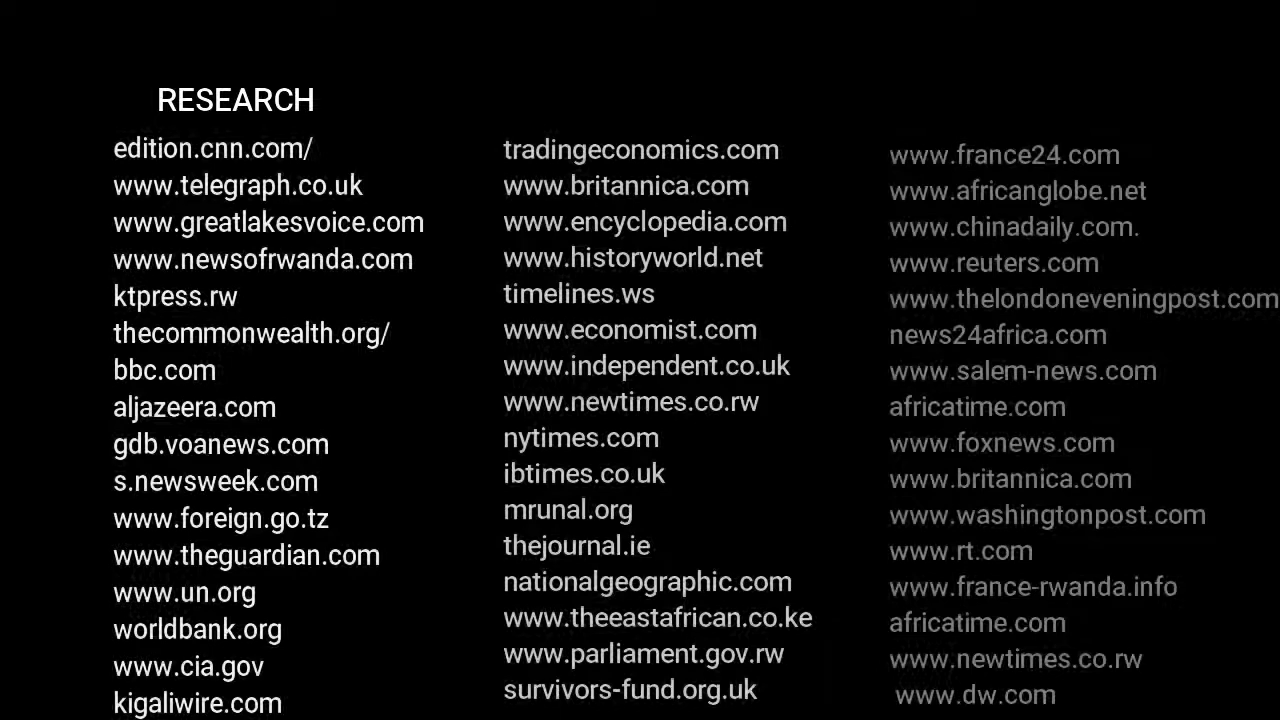 RESEARCH
edition.cnn.com/
www.telegraph.co.uk
www.greatlakesvoice.com
www.newsofrwanda.com
ktpress.rw
thecommonwealth.org/
bbc.com
aljazeera.com
gdb.voanews.com
s.newsweek.com
www.foreign.go.tz
www.theguardian.com
www.un.org
worldbank.org
www.cia.gov
kigaliwire.com
tradingeconomics.com
www.britannica.com
www.encyclopedia.com
www.historyworld.net
timelines.ws
www.economist.com
www.independent.co.uk
www.newtimes.co.rw
nytimes.com
ibtimes.co.uk
mrunal.org
thejournal.ie
nationalgeographic.com
www.theeastafrican.co.ke
www.parliament.gov.rw
survivors-fund.org.uk
www.france24.com
www.africanglobe.net
www.chinadaily.com.
www.reuters.com
www.thelondoneveningpost.com
news24africa.com
www.salem-news.com
africatime.com
www.foxnews.com
www.britannica.com
www.washingtonpost.com
www.rt.com
www.france-rwanda.info
africatime.com
www.newtimes.co.rw
www.dw.com